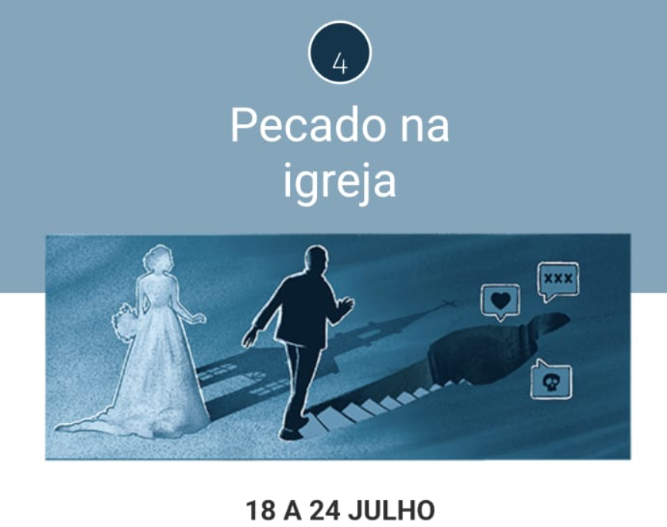 4
Pecado na
igreja
xxx
18 A 24 JULHO